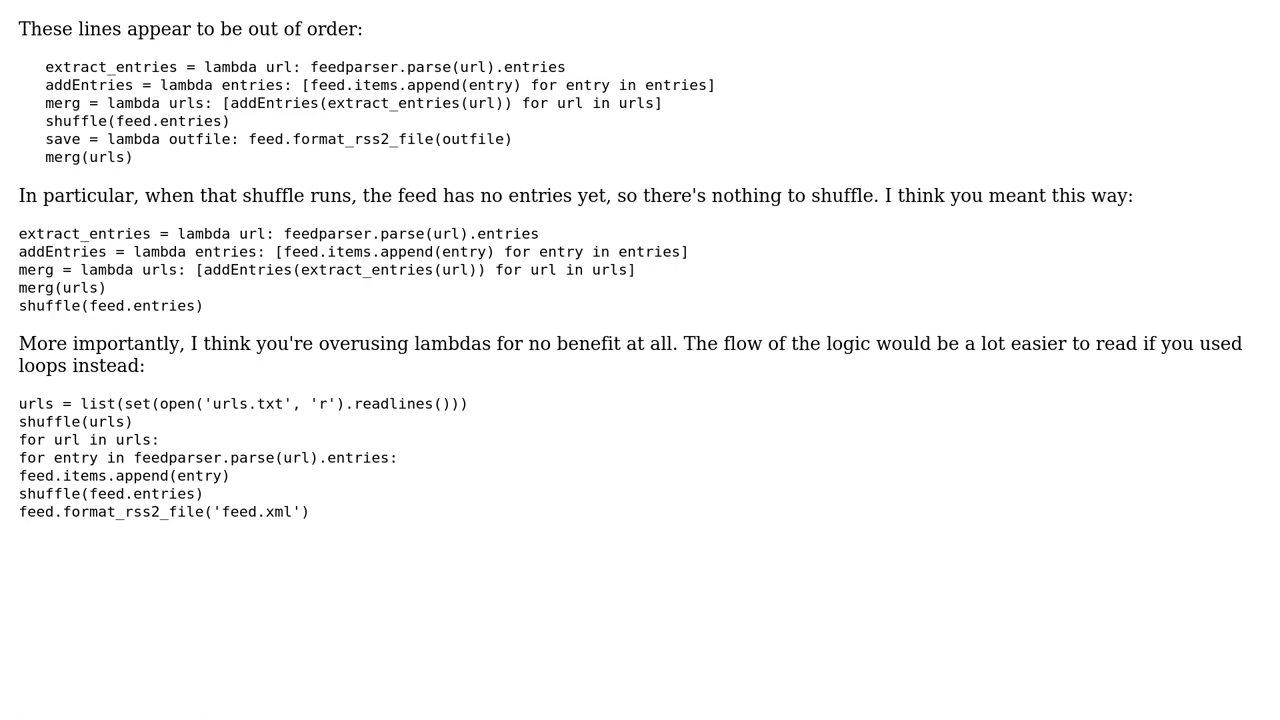 These lines appear to be out of order:
extract_entries = lambda url: feedparser.parse(url).entries
addEntries = lambda entries: [feed.items.append(entry) for entry in entries]
merg = lambda urls: [addEntries(extract_entries(url)) for url in urls]
shuffle(feed.entries)
save = lambda outfile: feed.format_rss2_file(outfile)
merg(urls)
In particular, when that shuffle runs, the feed has no entries yet, so there's nothing to shuffle. I think you meant this way:
extract_entries = lambda url: feedparser.parse(url).entries
addEntries = lambda entries: [feed.items.append(entry) for entry in entries]
merg = lambda urls: [addEntries(extract_entries(url)) for url in urls]
merg(urls)
shuffle(feed.entries)
More importantly, I think you're overusing lambdas for no benefit at all. The flow of the logic would be a lot easier to read if you used
loops instead:
urls = list(set(open('urls.txt', 'r').readlines()))
shuffle(urls)
for url in urls:
for entry in feedparser.parse(url).entries:
feed.items.append(entry)
shuffle(feed.entries)
feed.format_rss2_file('feed.xml')